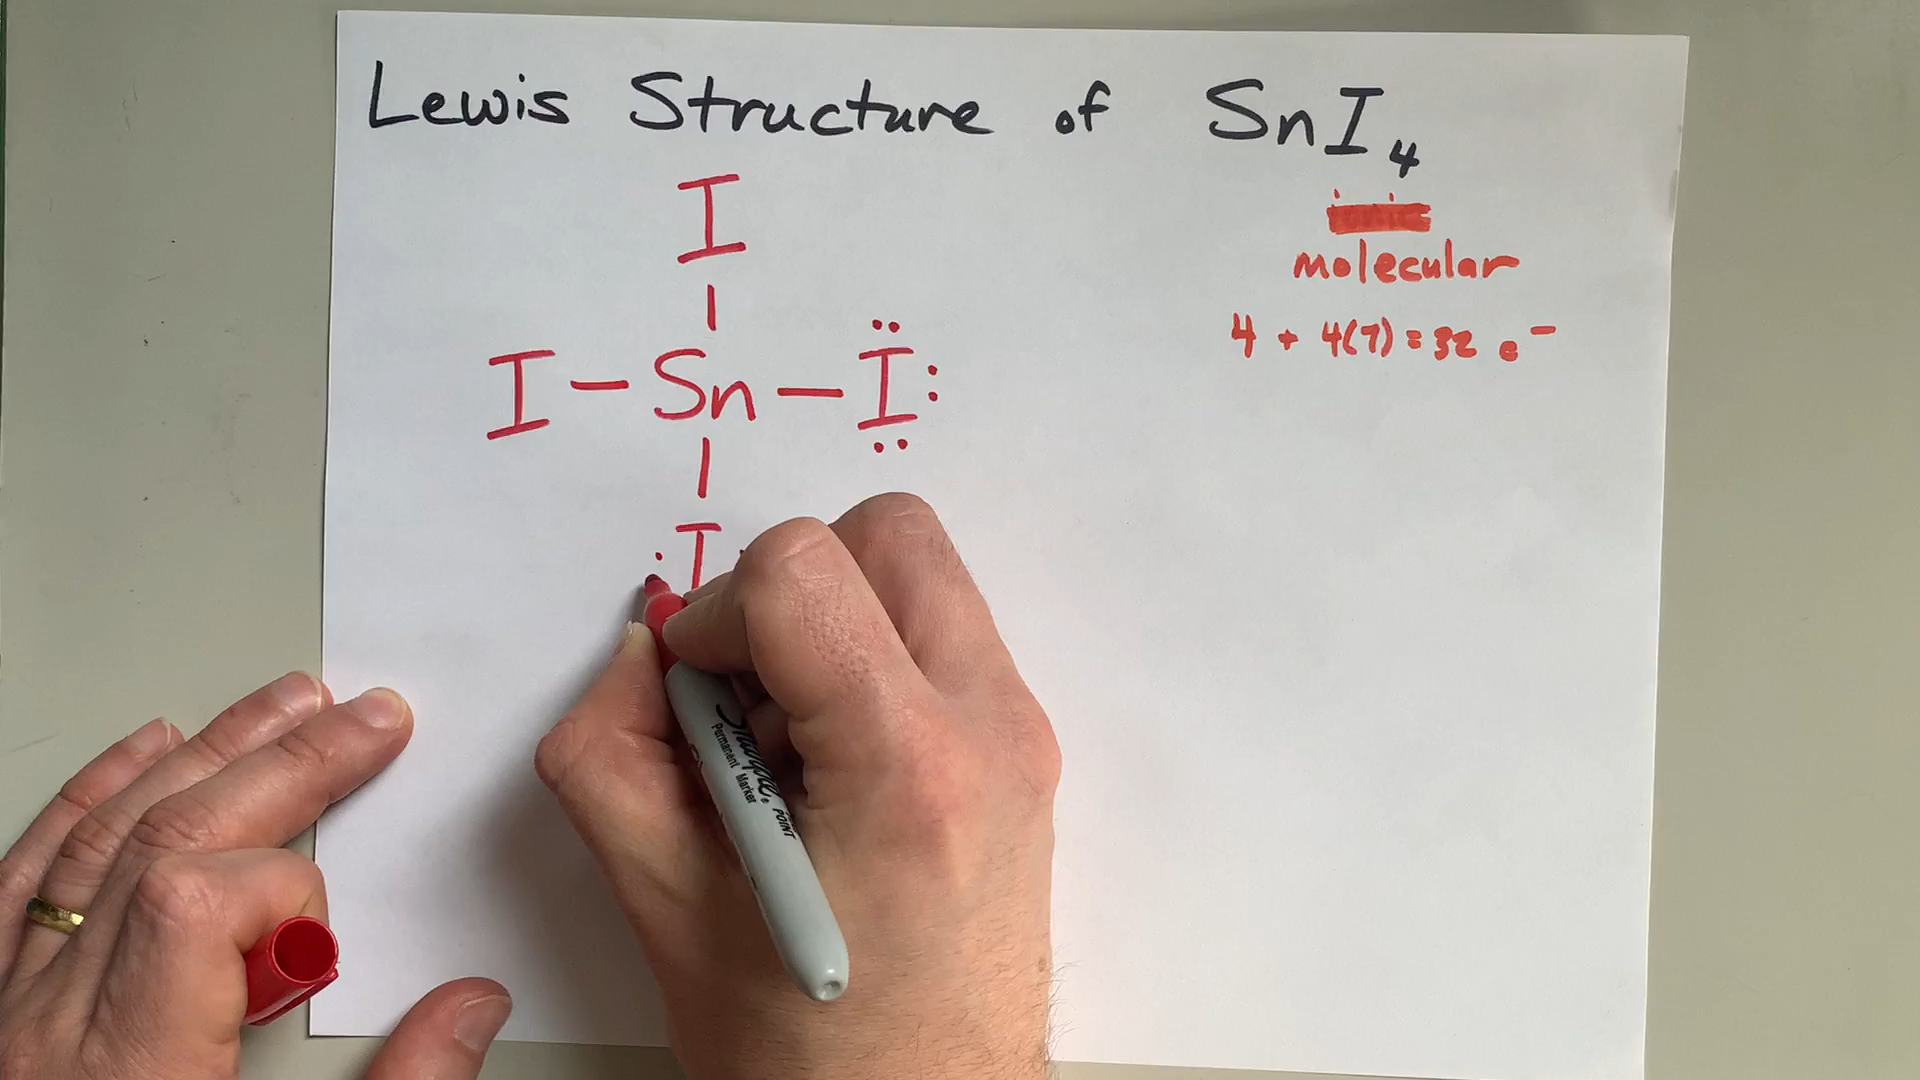 Lewis Structure of SnI₄
molecular
4 + 4(7) = 32 e⁻
I
I – Sn – I
I
Sharpie.
Permanent Marker
POINT